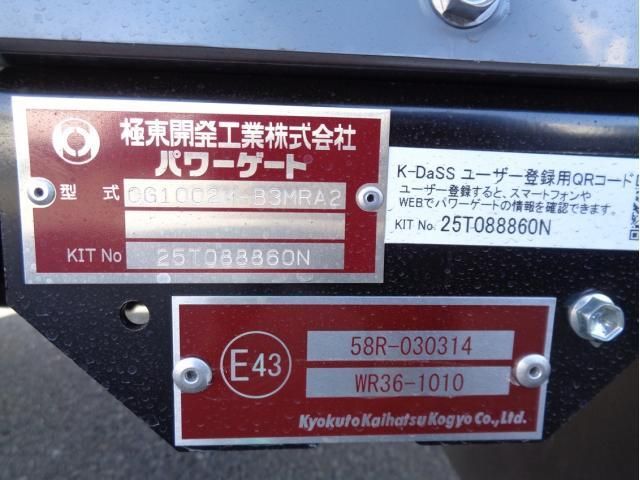 極東開発工業株式会社
パワーゲート
型式 CG1002W-B3MRA2
KIT No 25T088860N
K-DaSS ユーザー登録用QRコード
ユーザー登録すると、スマートフォンや
WEBでパワーゲートの情報を確認できます。
KIT No 25T088860N
E43
58R-030314
WR36-1010
Kyokuto Kaihatsu Kogyo Co., Ltd.